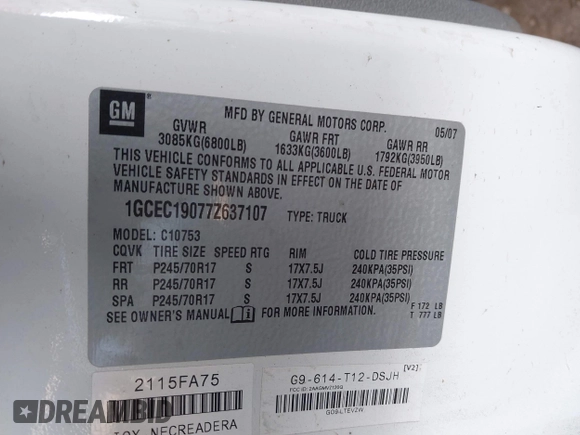 GM
MFD BY GENERAL MOTORS CORP. 05/07
GVWR GAWR FRT GAWR RR
3085KG(6800LB) 1633KG(3600LB) 1792KG(3950LB)
THIS VEHICLE CONFORMS TO ALL APPLICABLE U.S. FEDERAL MOTOR
VEHICLE SAFETY STANDARDS IN EFFECT ON THE DATE OF
MANUFACTURE SHOWN ABOVE.
1GCEC19077Z637107 TYPE: TRUCK
MODEL: C10753
CQVK TIRE SIZE SPEED RTG RIM COLD TIRE PRESSURE
FRT P245/70R17 S 17X7.5J 240KPA(35PSI)
RR P245/70R17 S 17X7.5J 240KPA(35PSI)
SPA P245/70R17 S 17X7.5J 240KPA(35PSI)
SEE OWNER'S MANUAL FOR MORE INFORMATION. F 172 LB
T 777 LB
2115FA75
G9-614-T12-DSJH [V2]
AutoBidMaster